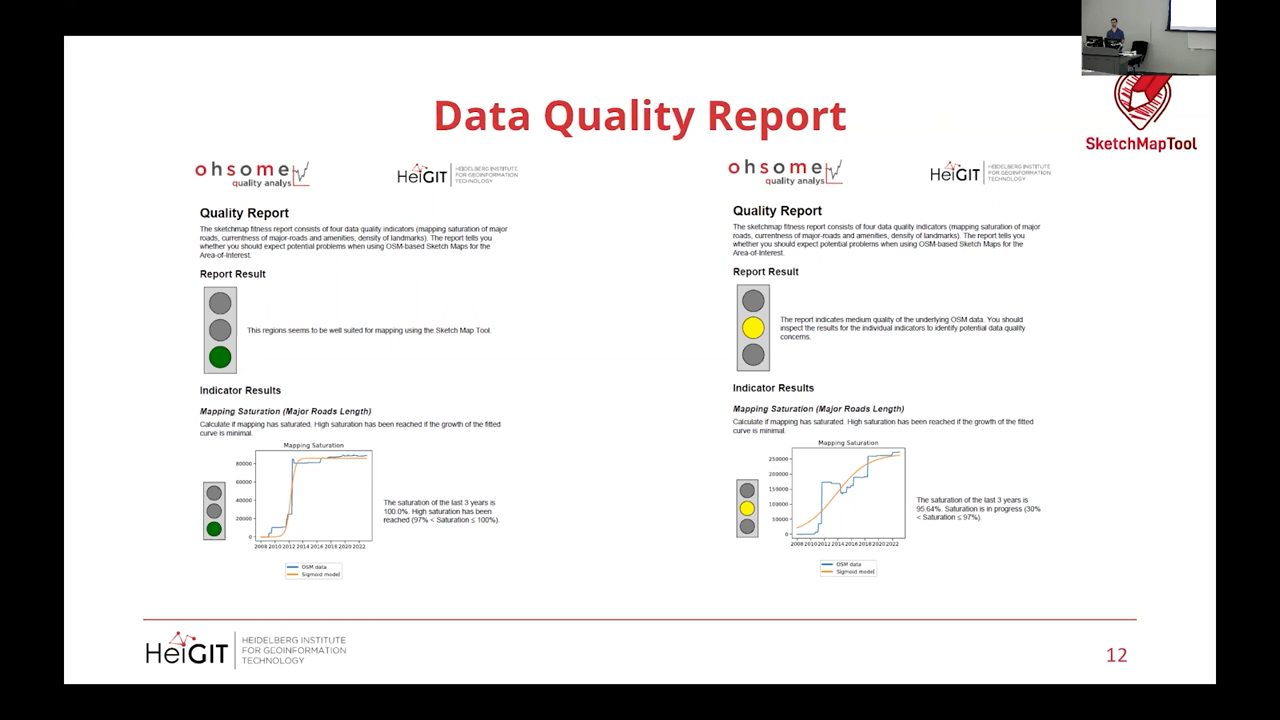 Data Quality Report
SketchMapTool
ohsome
quality analyst
HeiGIT
HEIDELBERG INSTITUTE
FOR GEOINFORMATION
TECHNOLOGY
Quality Report
The sketchmap fitness report consists of four data quality indicators (mapping saturation of major
roads, currentness of major-roads and amenities, density of landmarks). The report tells you
whether you should expect potential problems when using OSM-based Sketch Maps for the
Area-of-Interest.
Report Result
This regions seems to be well suited for mapping using the Sketch Map Tool.
Indicator Results
Mapping Saturation (Major Roads Length)
Calculate if mapping has saturated. High saturation has been reached if the growth of the fitted
curve is minimal.
Mapping Saturation
80000
60000
40000
20000
0
2008 2010 2012 2014 2016 2018 2020 2022
OSM data
Sigmoid model
The saturation of the last 3 years is
100.0%. High saturation has been
reached (97% < Saturation ≤ 100%).
ohsome
quality analyst
HeiGIT
HEIDELBERG INSTITUTE
FOR GEOINFORMATION
TECHNOLOGY
Quality Report
The sketchmap fitness report consists of four data quality indicators (mapping saturation of major
roads, currentness of major-roads and amenities, density of landmarks). The report tells you
whether you should expect potential problems when using OSM-based Sketch Maps for the
Area-of-Interest.
Report Result
The report indicates medium quality of the underlying OSM data. You should
inspect the results for the individual indicators to identify potential data quality
concerns.
Indicator Results
Mapping Saturation (Major Roads Length)
Calculate if mapping has saturated. High saturation has been reached if the growth of the fitted
curve is minimal.
Mapping Saturation
250000
200000
150000
100000
50000
0
2008 2010 2012 2014 2016 2018 2020 2022
OSM data
Sigmoid model
The saturation of the last 3 years is
95.64%. Saturation is in progress (30%
< Saturation ≤ 97%).
HeiGIT
HEIDELBERG INSTITUTE
FOR GEOINFORMATION
TECHNOLOGY
12